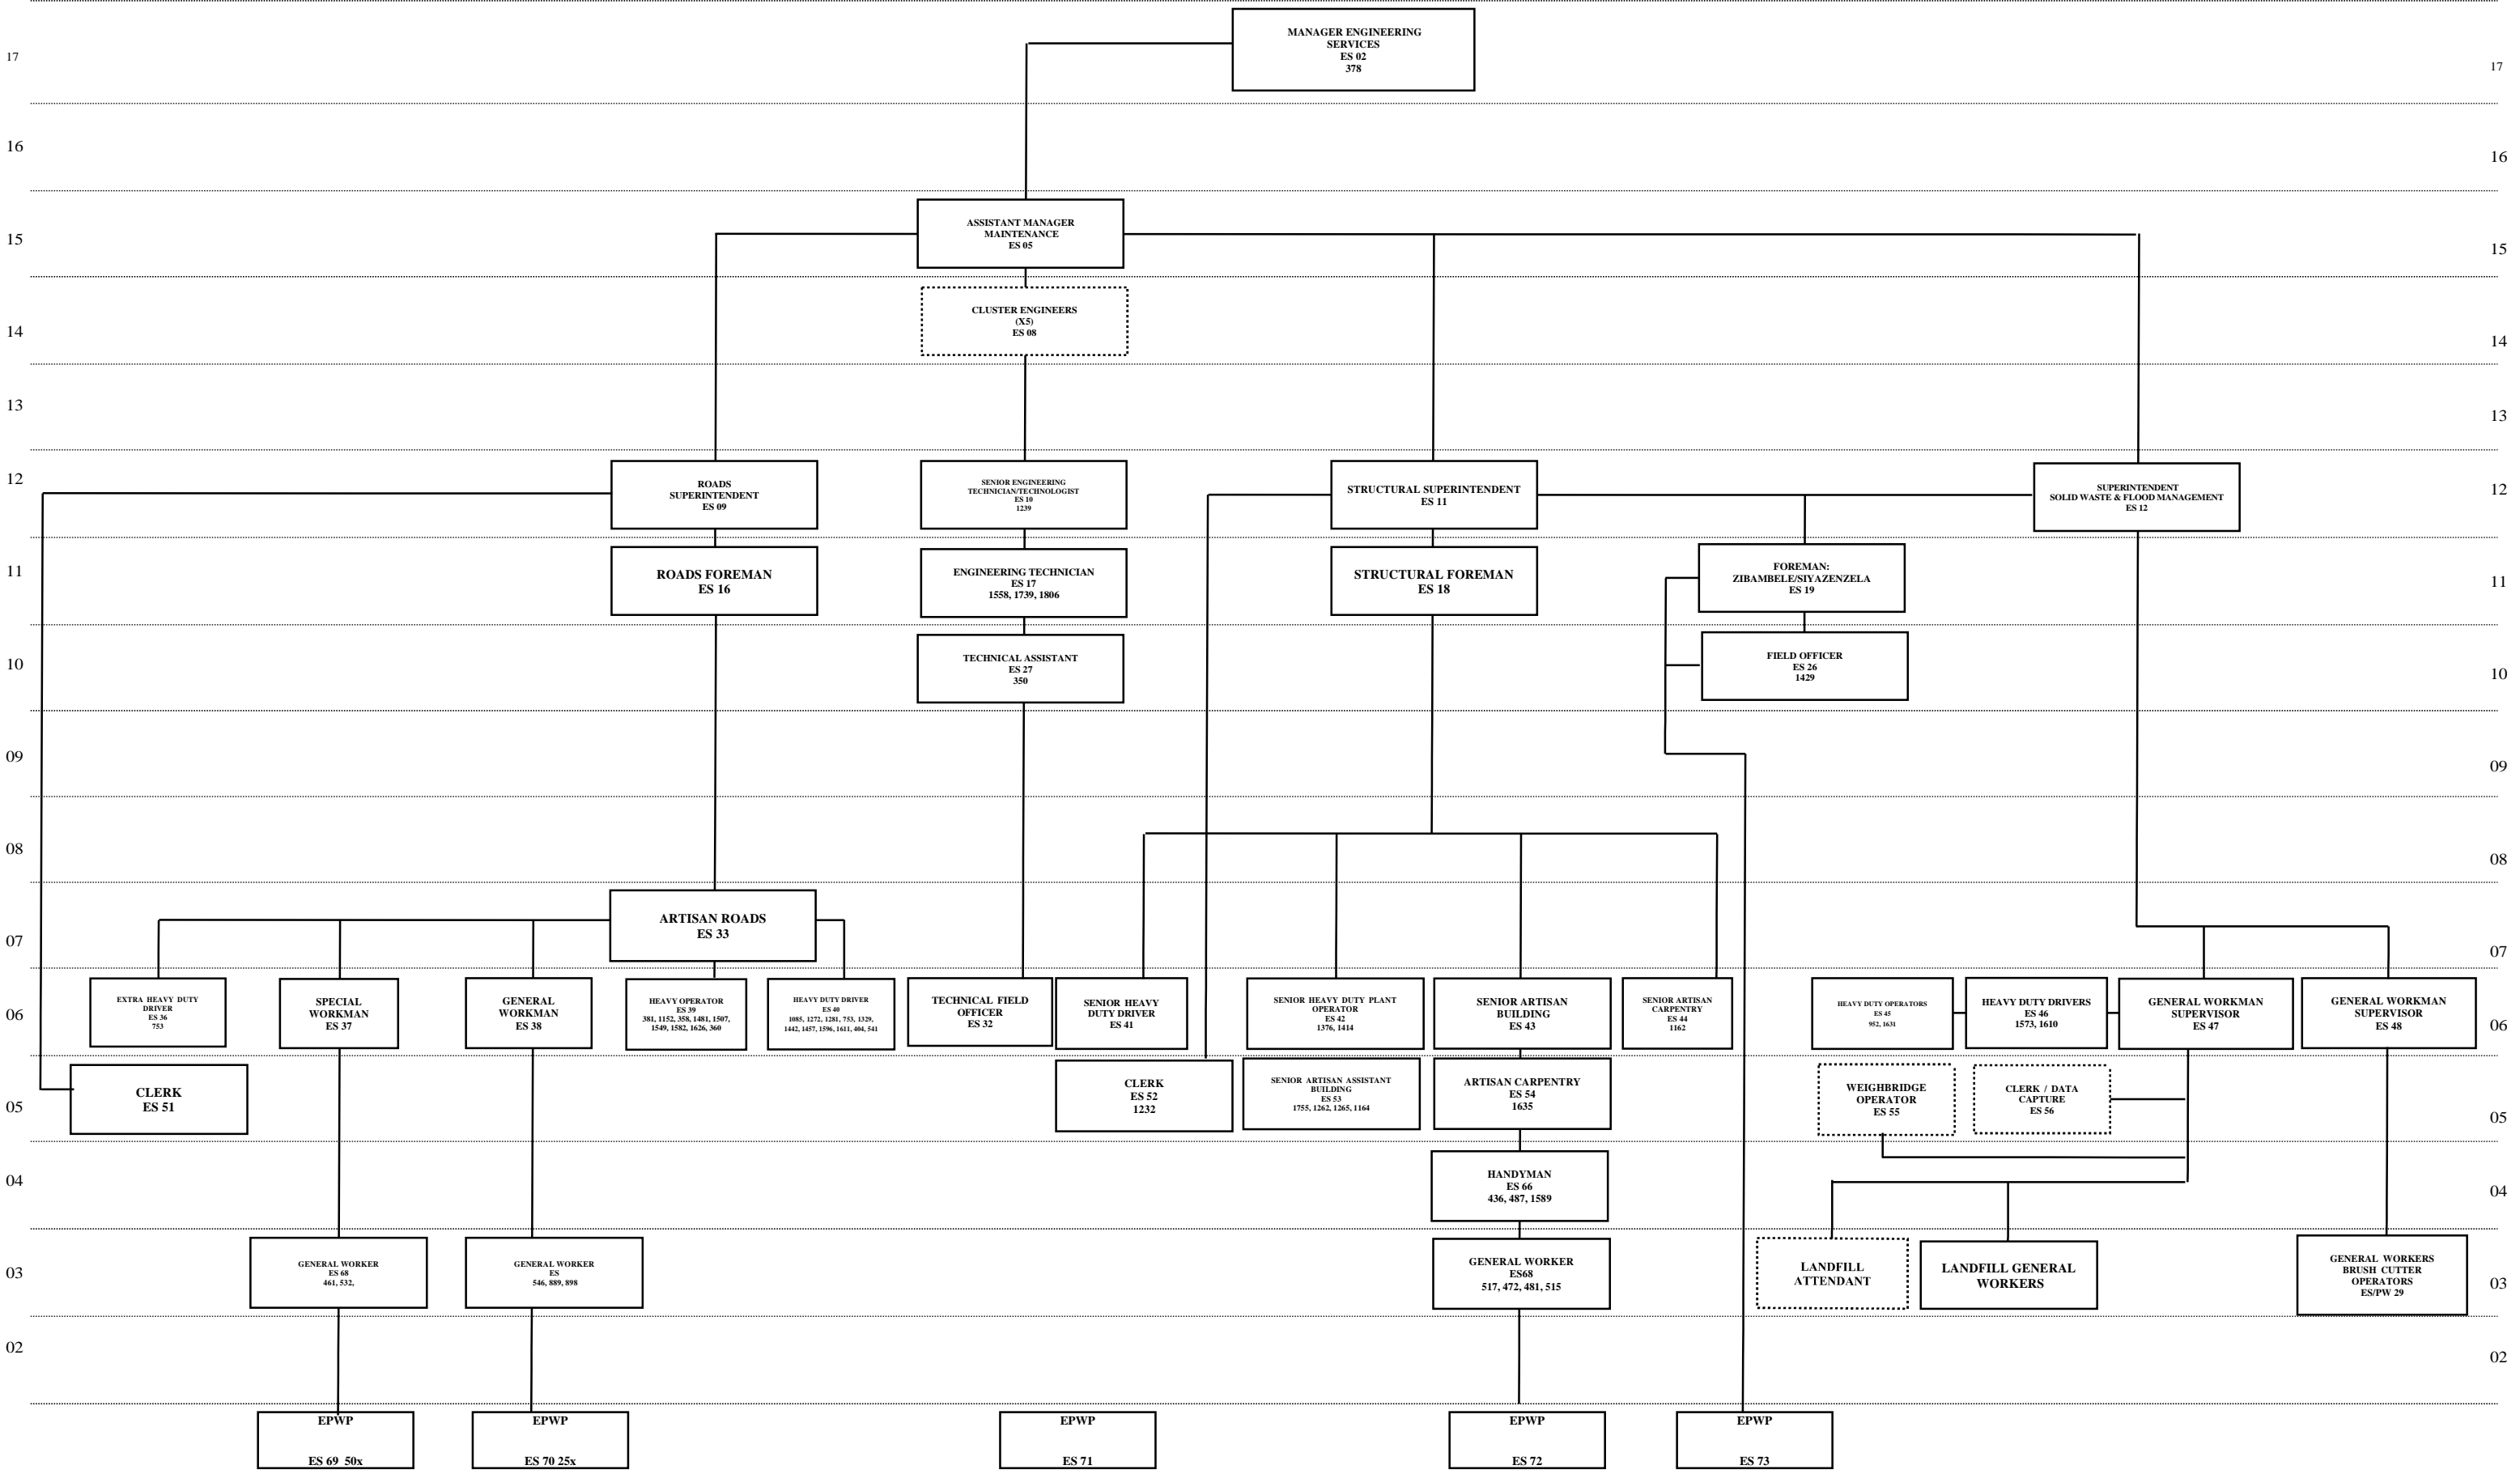 MANAGER ENGINEERING
SERVICES
ES 02
378
17
17
16
16
ASSISTANT MANAGER
MAINTENANCE
ES 05
15
15
CLUSTER ENGINEERS
(X5)
ES 08
14
14
13
13
12
12
ROADS
SUPERINTENDENT
ES 09
SENIOR ENGINEERING
TECHNICIAN/TECHNOLOGIST
ES 10
1239
STRUCTURAL SUPERINTENDENT
ES 11
SUPERINTENDENT
SOLID WASTE & FLOOD MANAGEMENT
ES 12
11
11
ROADS FOREMAN
ES 16
ENGINEERING TECHNICIAN
ES 17
1558, 1739, 1806
STRUCTURAL FOREMAN
ES 18
FOREMAN:
ZIBAMBELE/SIYAZENZELA
ES 19
10
10
TECHNICAL ASSISTANT
ES 27
350
FIELD OFFICER
ES 26
1429
09
09
08
08
07
07
ARTISAN ROADS
ES 33
06
06
EXTRA HEAVY DUTY
DRIVER
ES 36
753
SPECIAL
WORKMAN
ES 37
GENERAL
WORKMAN
ES 38
HEAVY OPERATOR
ES 39
381, 1152, 358, 1481, 1507,
1549, 1582, 1626, 360
HEAVY DUTY DRIVER
ES 40
1085, 1272, 1281, 753, 1329,
1442, 1457, 1596, 1611, 404, 541
TECHNICAL FIELD
OFFICER
ES 32
SENIOR HEAVY
DUTY DRIVER
ES 41
SENIOR HEAVY DUTY PLANT
OPERATOR
ES 42
1376, 1414
SENIOR ARTISAN
BUILDING
ES 43
SENIOR ARTISAN
CARPENTRY
ES 44
1162
HEAVY DUTY OPERATORS
ES 45
952, 1631
HEAVY DUTY DRIVERS
ES 46
1573, 1610
GENERAL WORKMAN
SUPERVISOR
ES 47
GENERAL WORKMAN
SUPERVISOR
ES 48
05
05
CLERK
ES 51
CLERK
ES 52
1232
SENIOR ARTISAN ASSISTANT
BUILDING
ES 53
1755, 1262, 1265, 1164
ARTISAN CARPENTRY
ES 54
1635
WEIGHBRIDGE
OPERATOR
ES 55
CLERK / DATA
CAPTURE
ES 56
04
04
HANDYMAN
ES 66
436, 487, 1589
03
03
GENERAL WORKER
ES 68
461, 532,
GENERAL WORKER
ES
546, 889, 898
GENERAL WORKER
ES68
517, 472, 481, 515
LANDFILL
ATTENDANT
LANDFILL GENERAL
WORKERS
GENERAL WORKERS
BRUSH CUTTER
OPERATORS
ES/PW 29
02
02
EPWP
ES 69 50x
EPWP
ES 70 25x
EPWP
ES 71
EPWP
ES 72
EPWP
ES 73